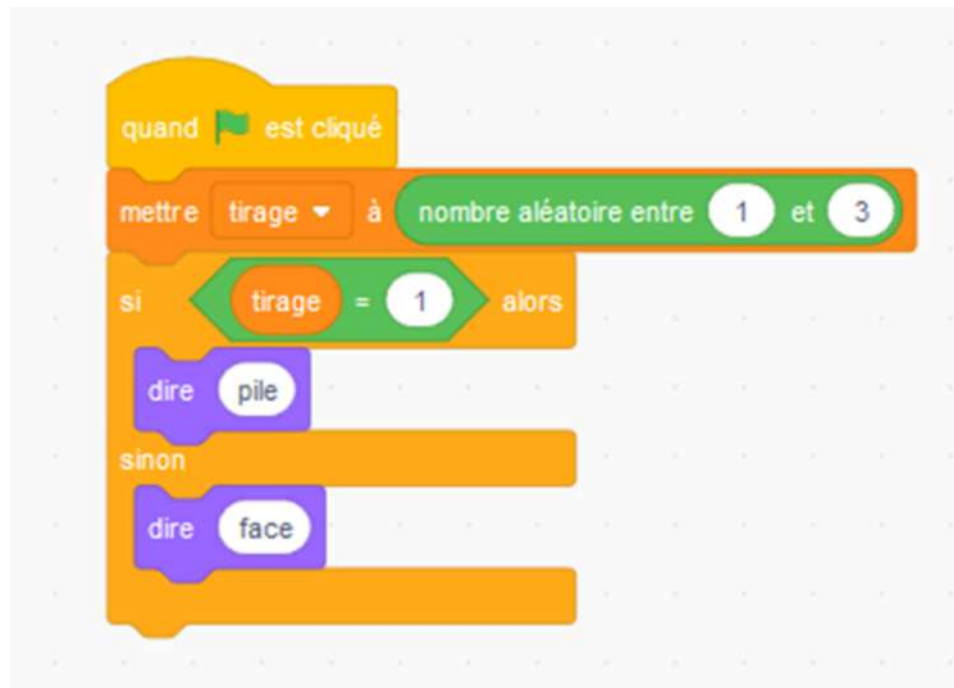 quand est cliqué
mettre tirage à nombre aléatoire entre 1 et 3
si tirage = 1 alors
dire pile
sinon
dire face